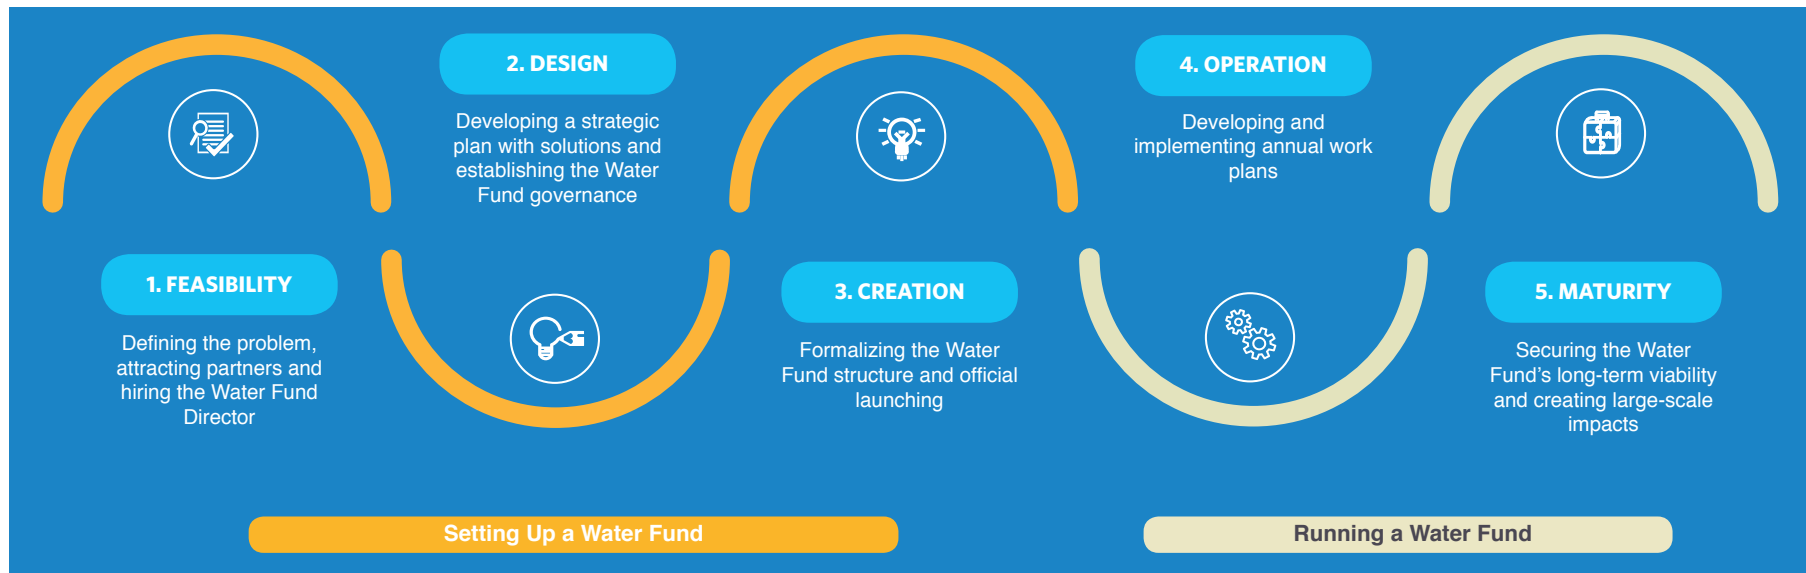 1. FEASIBILITY
Defining the problem,
attracting partners and
hiring the Water Fund
Director
2. DESIGN
Developing a strategic
plan with solutions and
establishing the Water
Fund governance
3. CREATION
Formalizing the Water
Fund structure and official
launching
4. OPERATION
Developing and
implementing annual work
plans
5. MATURITY
Securing the Water
Fund’s long-term viability
and creating large-scale
impacts
Setting Up a Water Fund
Running a Water Fund